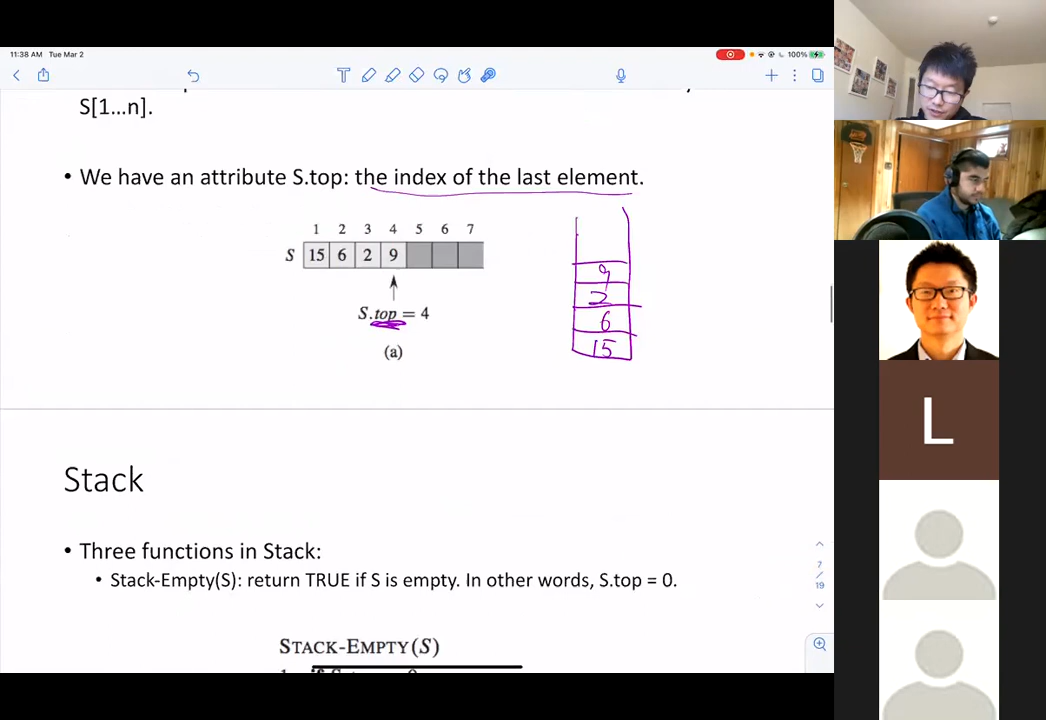 11:38 AM Tue Mar 2
100%
S[1...n].
• We have an attribute S.top: the index of the last element.
1 2 3 4 5 6 7
S 15 6 2 9
S.top = 4
(a)
9
2
6
15
Stack
• Three functions in Stack:
• Stack-Empty(S): return TRUE if S is empty. In other words, S.top = 0.
7
/
19
STACK-EMPTY(S)
L